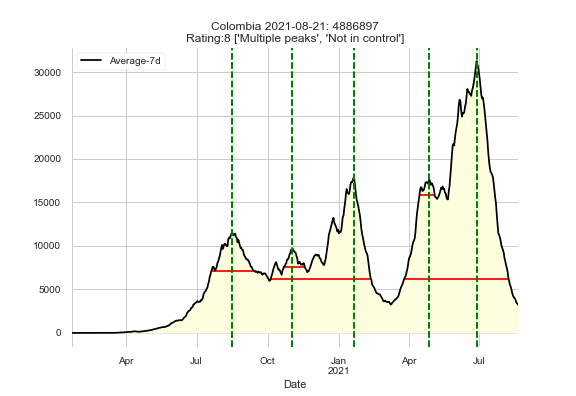 Colombia 2021-08-21: 4886897
Rating:8 ['Multiple peaks', 'Not in control']
Average-7d
30000
25000
20000
15000
10000
5000
0
Apr Jul Oct Jan Apr Jul
2021
Date